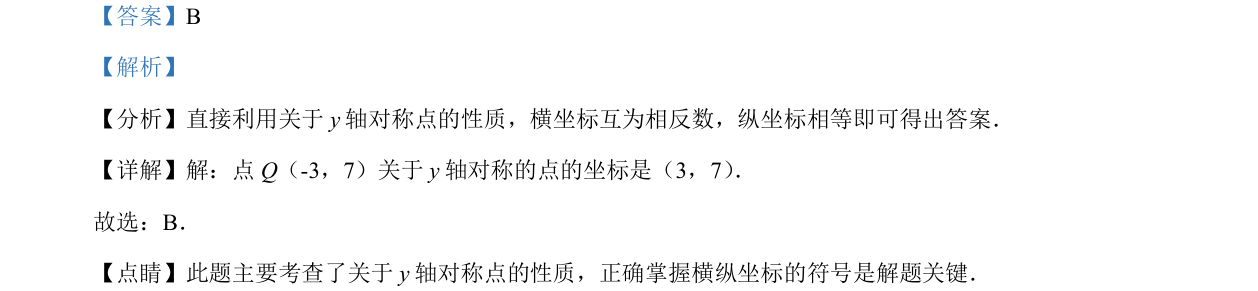 【答案】B
【解析】
【分析】直接利用关于 y 轴对称点的性质，横坐标互为相反数，纵坐标相等即可得出答案．
【详解】解：点 Q（-3，7）关于 y 轴对称的点的坐标是（3，7）．
故选：B．
【点睛】此题主要考查了关于 y 轴对称点的性质，正确掌握横纵坐标的符号是解题关键．